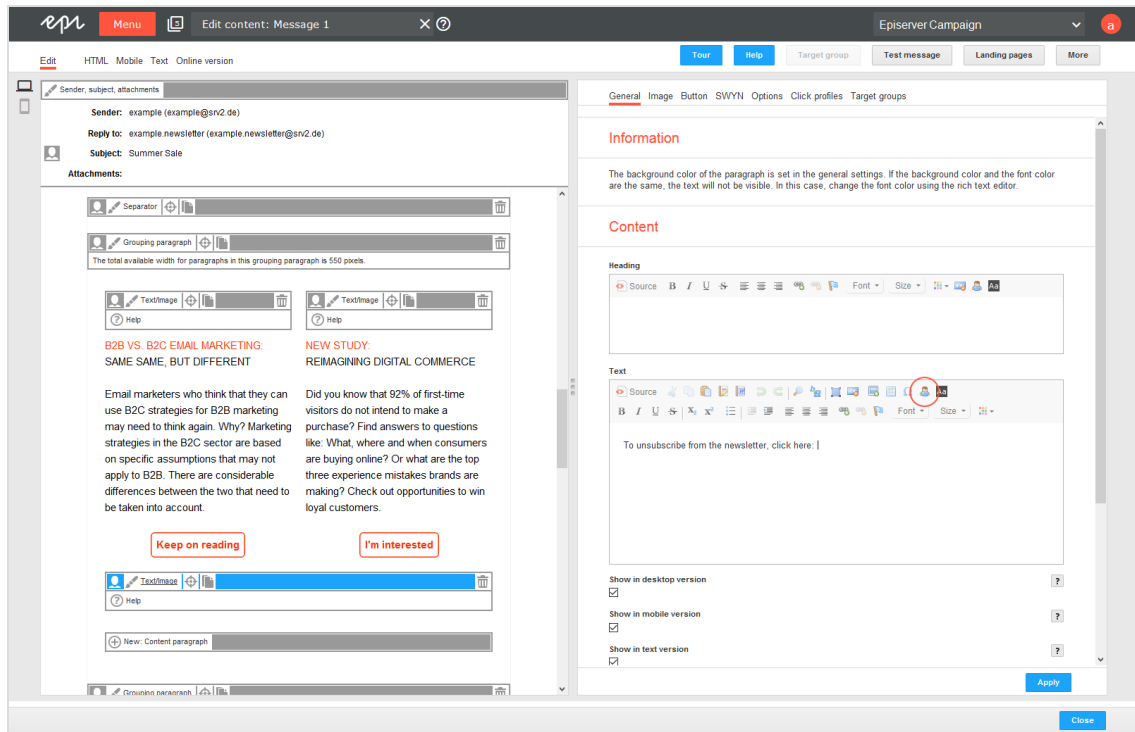 epi
Menu
5
Edit content: Message 1
Episerver Campaign
a
Edit
HTML
Mobile
Text
Online version
Tour
Help
Target group
Test message
Landing pages
More
Sender, subject, attachments
Sender: example (example@srv2.de)
Reply to: example.newsletter (example.newsletter@srv2.de)
Subject: Summer Sale
Attachments:
Separator
Grouping paragraph
The total available width for paragraphs in this grouping paragraph is 550 pixels.
Text/Image
? Help
B2B VS. B2C EMAIL MARKETING:
SAME SAME, BUT DIFFERENT
Email marketers who think that they can
use B2C strategies for B2B marketing
may need to think again. Why? Marketing
strategies in the B2C sector are based
on specific assumptions that may not
apply to B2B. There are considerable
differences between the two that need to
be taken into account.
Keep on reading
Text/Image
? Help
NEW STUDY:
REIMAGINING DIGITAL COMMERCE
Did you know that 92% of first-time
visitors do not intend to make a
purchase? Find answers to questions
like: What, where and when consumers
are buying online? Or what are the top
three experience mistakes brands are
making? Check out opportunities to win
loyal customers.
I'm interested
Text/Image
? Help
New: Content paragraph
Grouping paragraph
General
Image
Button
SWYN
Options
Click profiles
Target groups
Information
The background color of the paragraph is set in the general settings. If the background color and the font color
are the same, the text will not be visible. In this case, change the font color using the rich text editor.
Content
Heading
Source B I U S Font Size Aa
Text
Source Ω Aa
B I U S X₂ X² Font Size
To unsubscribe from the newsletter, click here:
Show in desktop version
?
Show in mobile version
?
Show in text version
?
Apply
Close